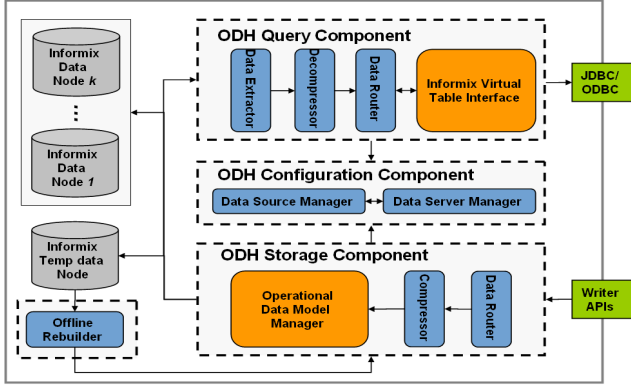 Informix
Data
Node k
...
Informix
Data
Node 1
Informix
Temp data
Node
Offline
Rebuilder
ODH Query Component
Data Extractor
Decompressor
Data Router
Informix Virtual
Table Interface
ODH Configuration Component
Data Source Manager
Data Server Manager
ODH Storage Component
Operational
Data Model
Manager
Compressor
Data Router
JDBC/
ODBC
Writer
APIs